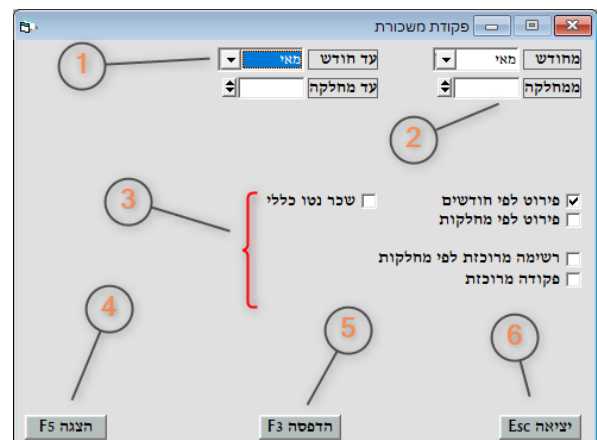 פקודת משכורת
מחודש מאי עד חודש מאי 1
ממחלקה עד מחלקה
2
3
פירוט לפי חודשים שכר נטו כללי
פירוט לפי מחלקות
רשימה מרוכזת לפי מחלקות
פקודה מרוכזת
6 5 4
יציאה Esc הדפסה F3 הצגה F5